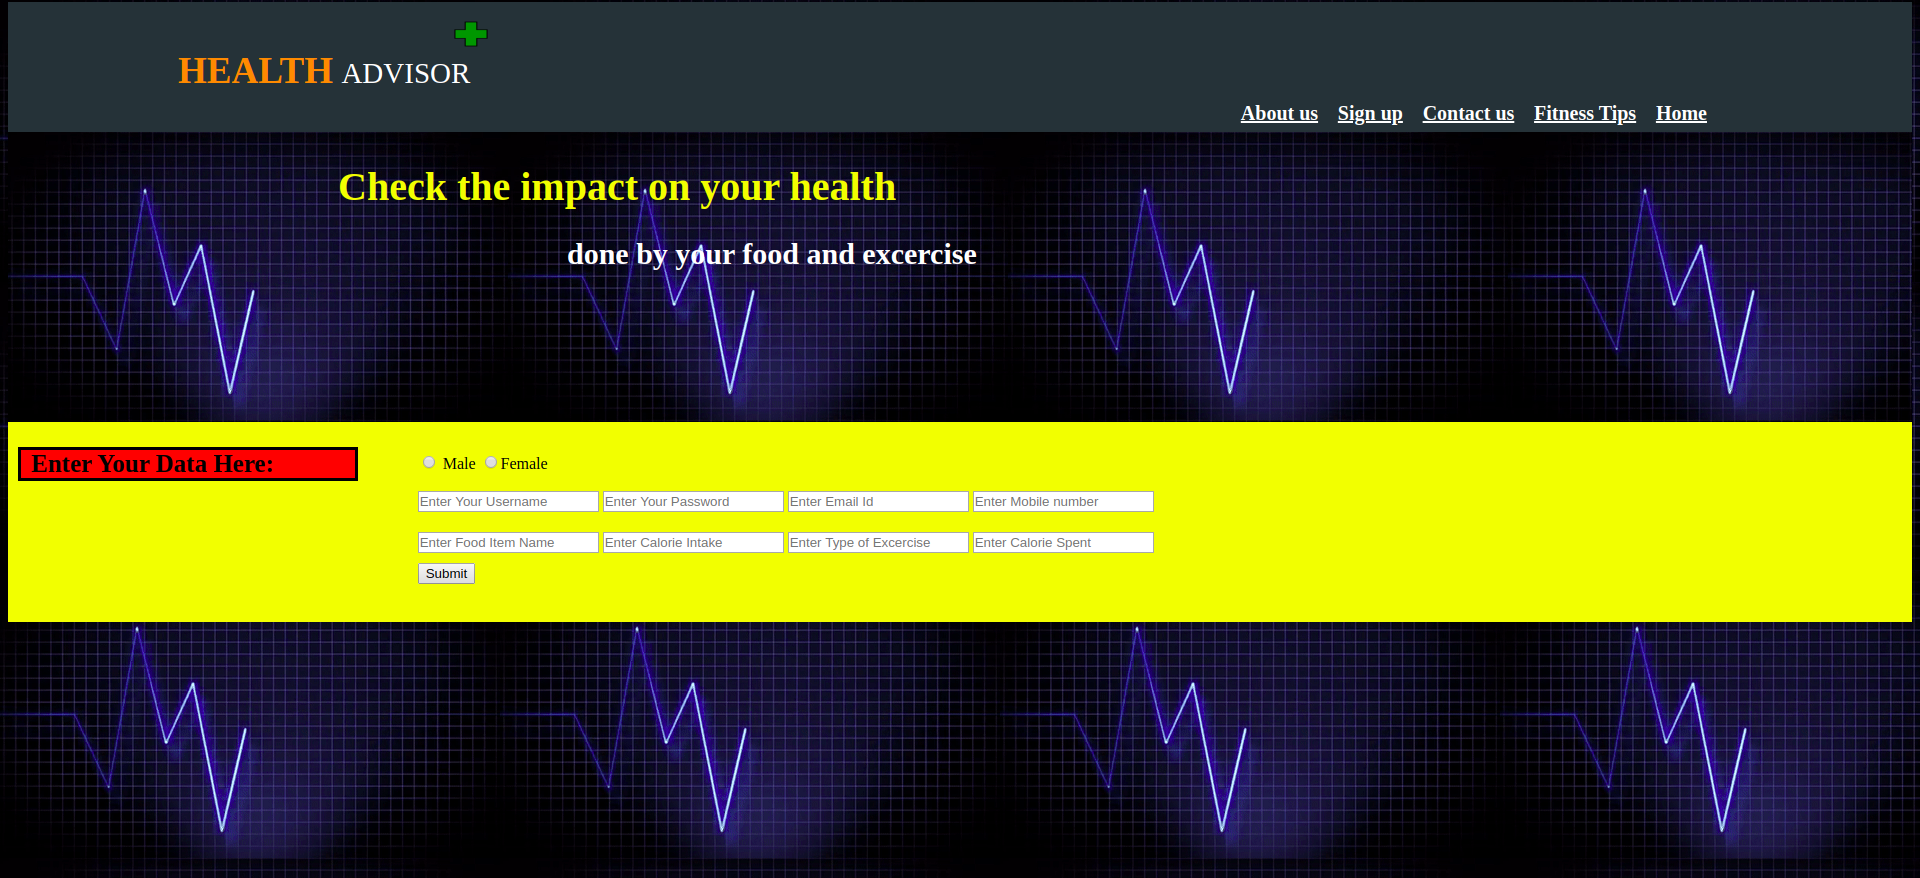 HEALTH ADVISOR
About us Sign up Contact us Fitness Tips Home
Check the impact on your health
done by your food and excercise
Enter Your Data Here:
Male Female
Enter Your Username Enter Your Password Enter Email Id Enter Mobile number
Enter Food Item Name Enter Calorie Intake Enter Type of Excercise Enter Calorie Spent
Submit